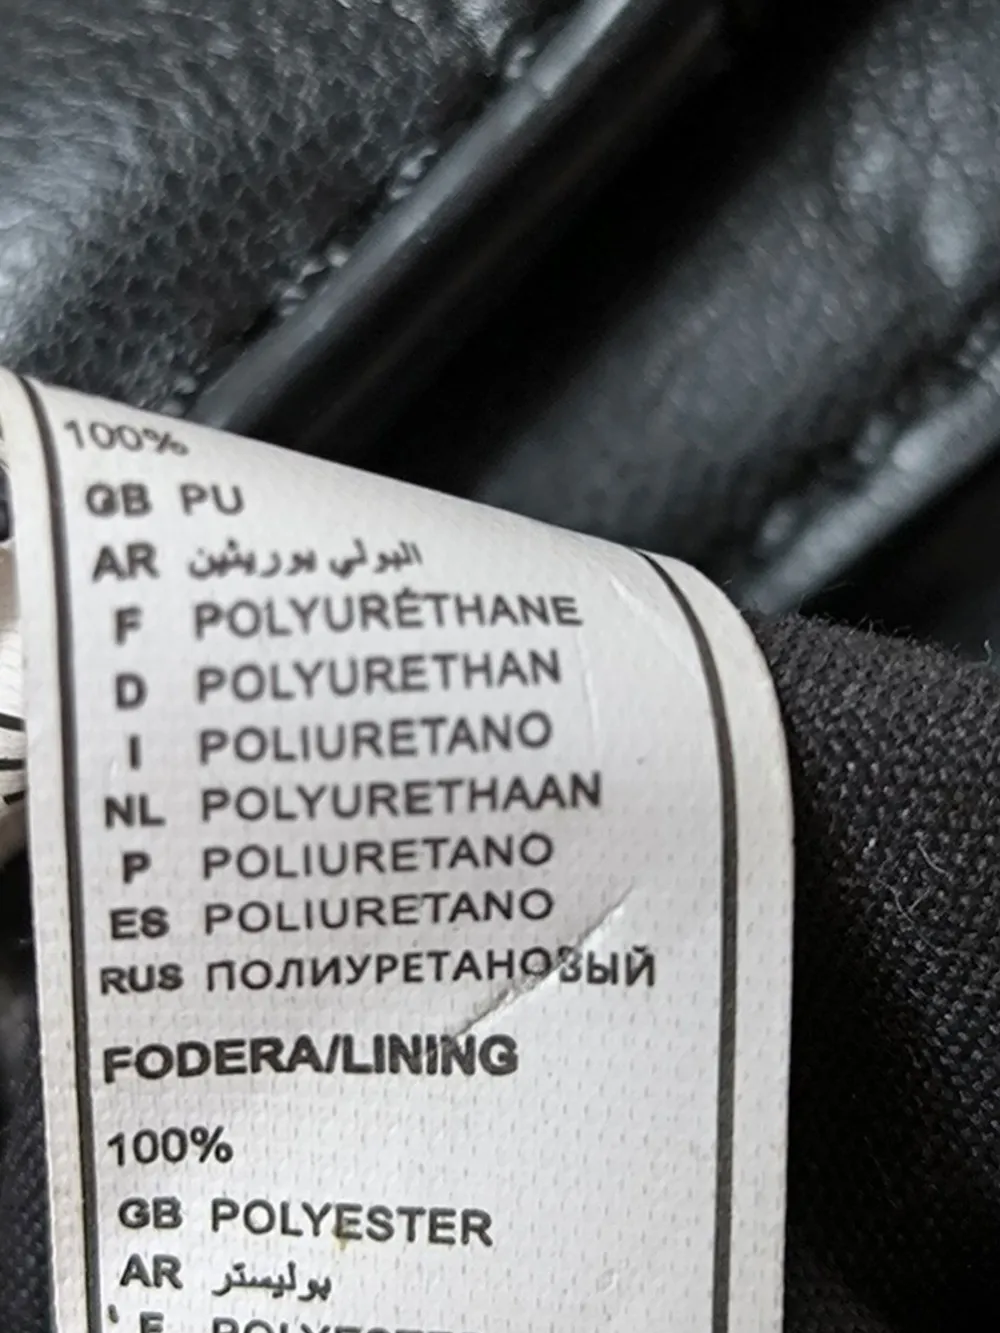 100%
GB PU
AR البولي يوريثين
F POLYURÉTHANE
D POLYURETHAN
I POLIURETANO
NL POLYURETHAAN
P POLIURETANO
ES POLIURETANO
RUS ПОЛИУРЕТАНОВЫЙ
FODERA/LINING
100%
GB POLYESTER
AR بوليستر
F